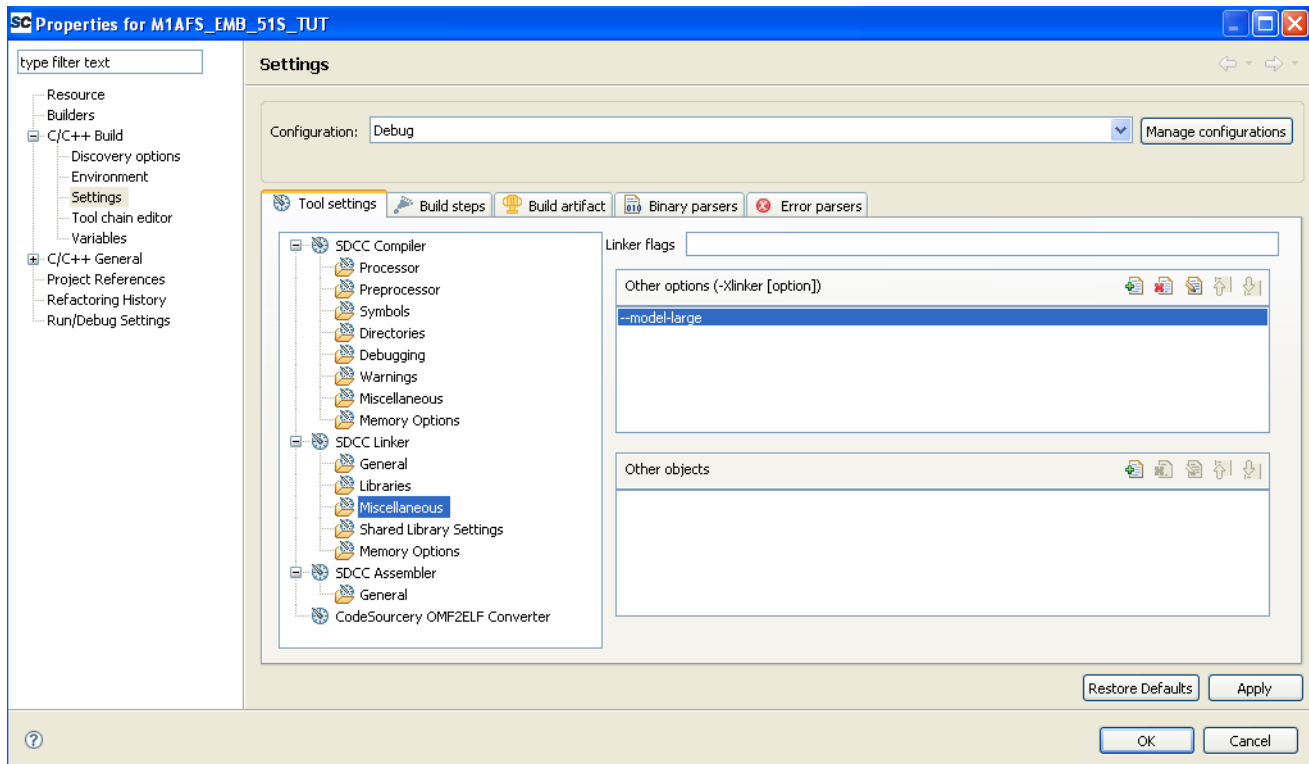 SC Properties for M1AFS_EMB_51S_TUT
type filter text
Resource
Builders
C/C++ Build
Discovery options
Environment
Settings
Tool chain editor
Variables
C/C++ General
Project References
Refactoring History
Run/Debug Settings
Settings
Configuration: Debug Manage configurations
Tool settings Build steps 010 Build artifact Binary parsers Error parsers
SDCC Compiler
Processor
Preprocessor
Symbols
Directories
Debugging
Warnings
Miscellaneous
Memory Options
SDCC Linker
General
Libraries
Miscellaneous
Shared Library Settings
Memory Options
SDCC Assembler
General
CodeSourcery OMF2ELF Converter
Linker flags
Other options (-Xlinker [option])
--model-large
Other objects
Restore Defaults Apply
? OK Cancel